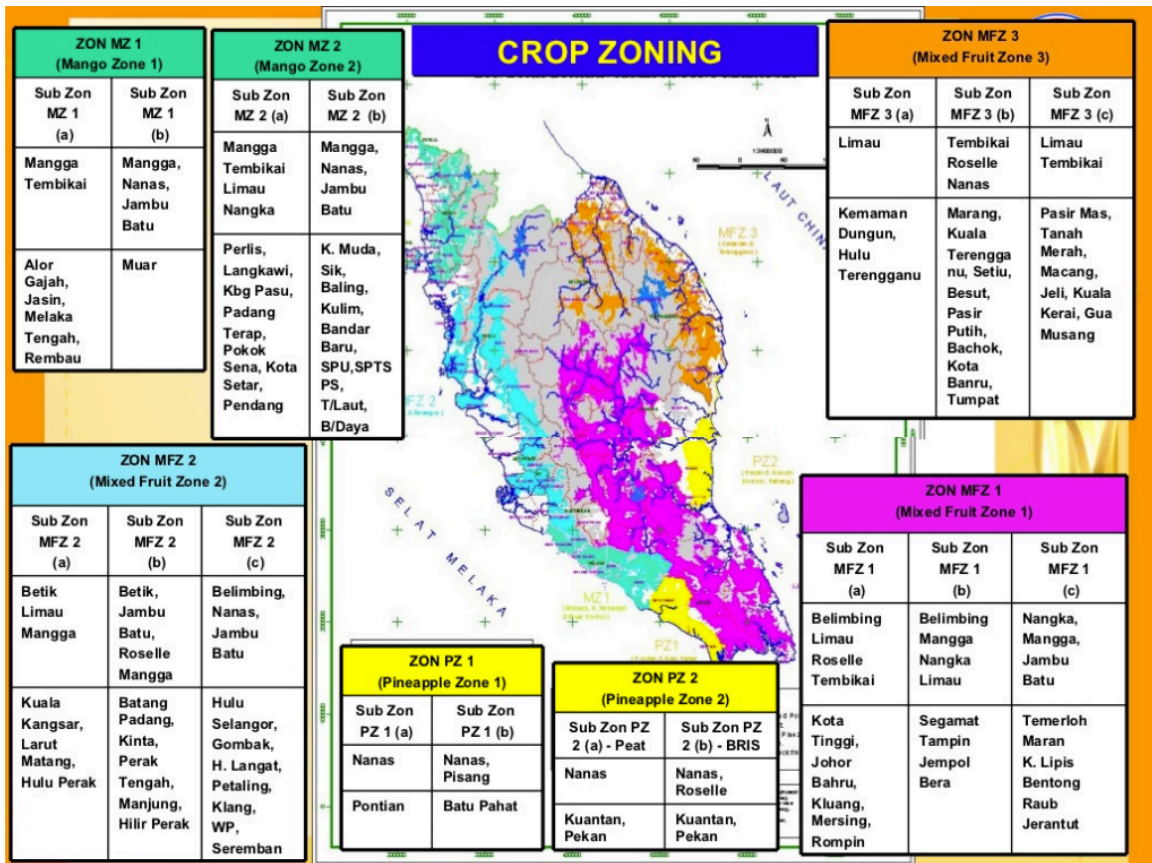 CROP ZONING
ZON MZ 1
(Mango Zone 1)
Sub Zon
MZ 1
(a)
Sub Zon
MZ 1
(b)
Mangga
Tembikai
Mangga,
Nanas,
Jambu
Batu
Alor
Gajah,
Jasin,
Melaka
Tengah,
Rembau
Muar
ZON MZ 2
(Mango Zone 2)
Sub Zon
MZ 2 (a)
Sub Zon
MZ 2 (b)
Mangga
Tembikai
Limau
Nangka
Mangga,
Nanas,
Jambu
Batu
Perlis,
Langkawi,
Kbg Pasu,
Padang
Terap,
Pokok
Sena, Kota
Setar,
Pendang
K. Muda,
Sik,
Baling,
Kulim,
Bandar
Baru,
SPU,SPTS
PS,
T/Laut,
B/Daya
ZON MFZ 3
(Mixed Fruit Zone 3)
Sub Zon
MFZ 3 (a)
Sub Zon
MFZ 3 (b)
Sub Zon
MFZ 3 (c)
Limau
Tembikai
Roselle
Nanas
Limau
Tembikai
Kemaman
Dungun,
Hulu
Terengganu
Marang,
Kuala
Terengga
nu, Setiu,
Besut,
Pasir
Putih,
Bachok,
Kota
Banru,
Tumpat
Pasir Mas,
Tanah
Merah,
Macang,
Jeli, Kuala
Kerai, Gua
Musang
LAUT CHIN
MFZ 3
SELAT MELAKA
MZ1
PZ1
PZ2
FZ 2
ZON MFZ 2
(Mixed Fruit Zone 2)
Sub Zon
MFZ 2
(a)
Sub Zon
MFZ 2
(b)
Sub Zon
MFZ 2
(c)
Betik
Limau
Mangga
Betik,
Jambu
Batu,
Roselle
Mangga
Belimbing,
Nanas,
Jambu
Batu
Kuala
Kangsar,
Larut
Matang,
Hulu Perak
Batang
Padang,
Kinta,
Perak
Tengah,
Manjung,
Hilir Perak
Hulu
Selangor,
Gombak,
H. Langat,
Petaling,
Klang,
WP,
Seremban
ZON PZ 1
(Pineapple Zone 1)
Sub Zon
PZ 1 (a)
Sub Zon
PZ 1 (b)
Nanas
Nanas,
Pisang
Pontian
Batu Pahat
ZON PZ 2
(Pineapple Zone 2)
Sub Zon PZ
2 (a) - Peat
Sub Zon PZ
2 (b) - BRIS
Nanas
Nanas,
Roselle
Kuantan,
Pekan
Kuantan,
Pekan
ZON MFZ 1
(Mixed Fruit Zone 1)
Sub Zon
MFZ 1
(a)
Sub Zon
MFZ 1
(b)
Sub Zon
MFZ 1
(c)
Belimbing
Limau
Roselle
Tembikai
Belimbing
Mangga
Nangka
Limau
Nangka,
Mangga,
Jambu
Batu
Kota
Tinggi,
Johor
Bahru,
Kluang,
Mersing,
Rompin
Segamat
Tampin
Jempol
Bera
Temerloh
Maran
K. Lipis
Bentong
Raub
Jerantut